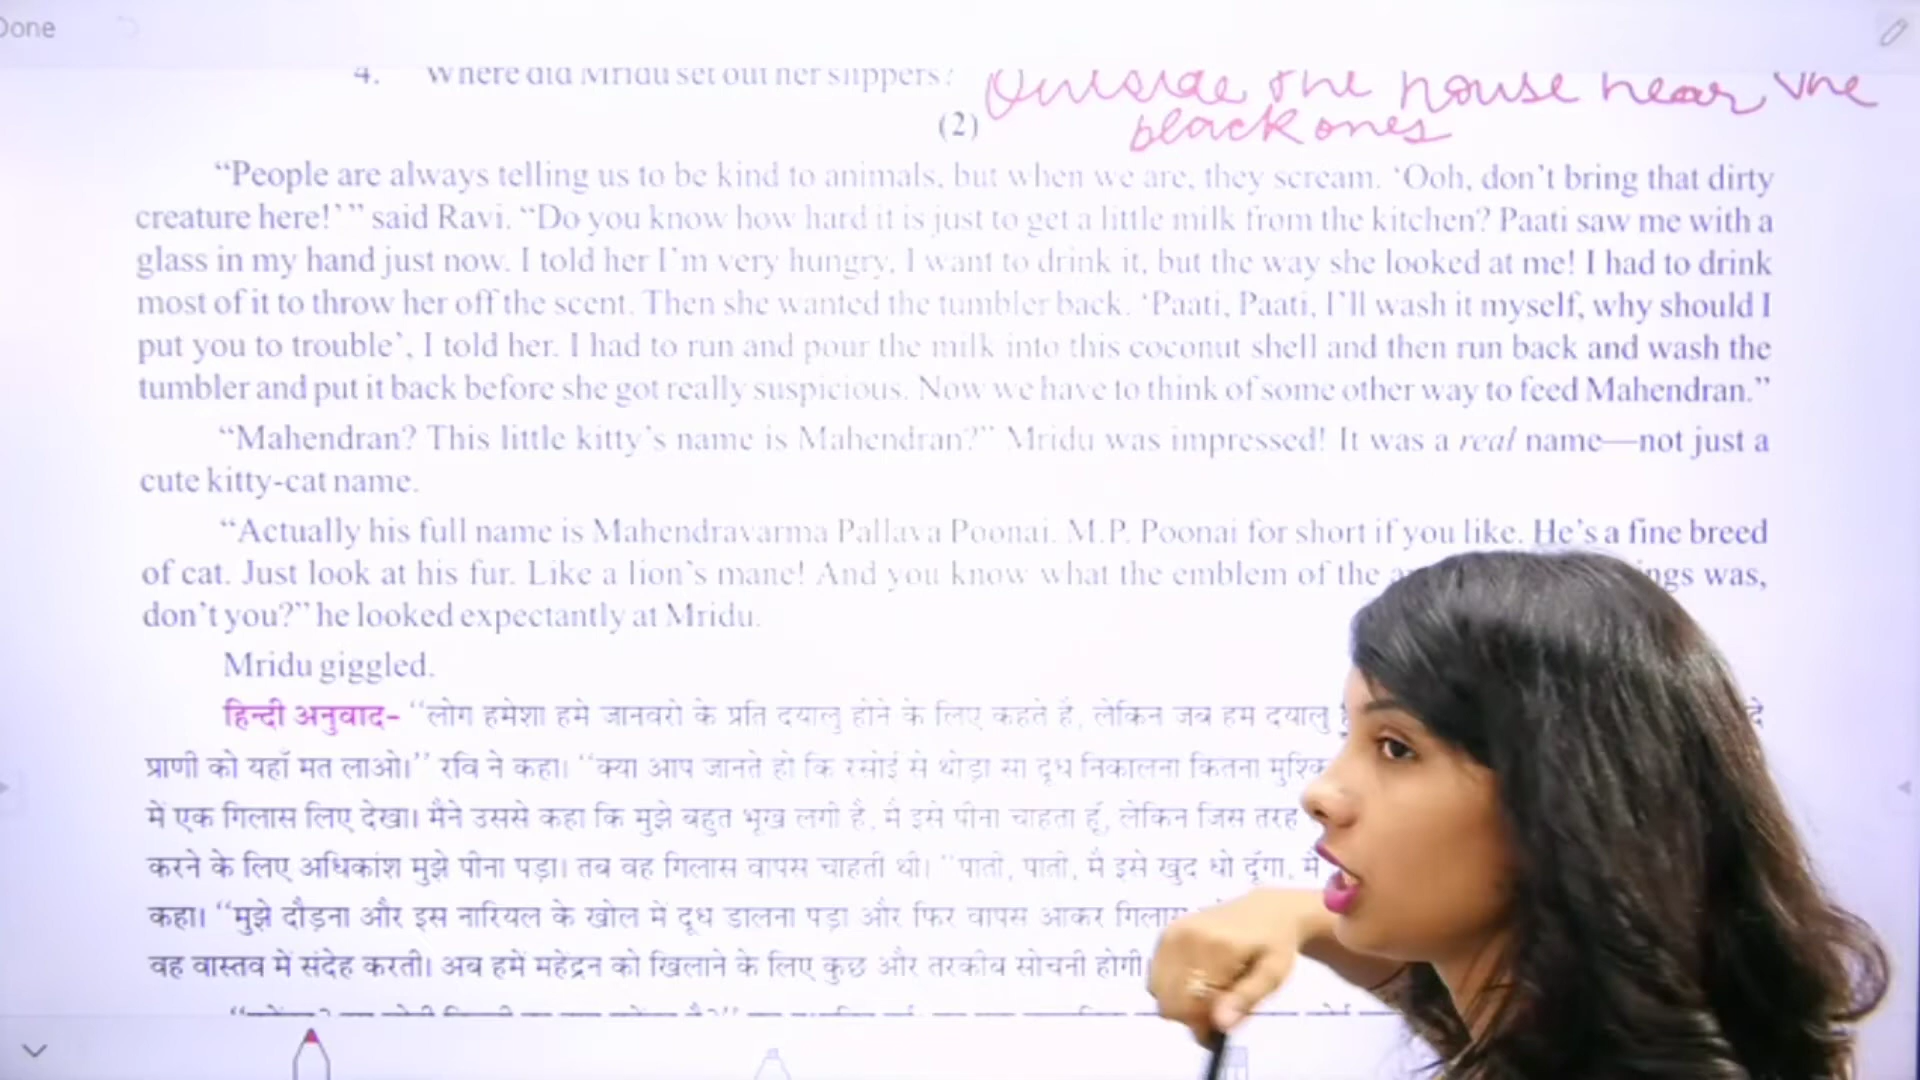 Done
4. Where did Mridu set out her slippers? Outside the house near the
(2) black ones
“People are always telling us to be kind to animals, but when we are, they scream. ‘Ooh, don’t bring that dirty
creature here!’” said Ravi. “Do you know how hard it is just to get a little milk from the kitchen? Paati saw me with a
glass in my hand just now. I told her I’m very hungry, I want to drink it, but the way she looked at me! I had to drink
most of it to throw her off the scent. Then she wanted the tumbler back. ‘Paati, Paati, I’ll wash it myself, why should I
put you to trouble’, I told her. I had to run and pour the milk into this coconut shell and then run back and wash the
tumbler and put it back before she got really suspicious. Now we have to think of some other way to feed Mahendran.”
“Mahendran? This little kitty’s name is Mahendran?” Mridu was impressed! It was a real name—not just a
cute kitty-cat name.
“Actually his full name is Mahendravarma Pallava Poonai. M.P. Poonai for short if you like. He’s a fine breed
of cat. Just look at his fur. Like a lion’s mane! And you know what the emblem of the ngs was,
don’t you?” he looked expectantly at Mridu.
Mridu giggled.
हिन्दी अनुवाद– “लोग हमेशा हमें जानवरों के प्रति दयालु होने के लिए कहते हैं, लेकिन जब हम दयालु दे
प्राणी को यहाँ मत लाओ।” रवि ने कहा। “क्या आप जानते हो कि रसोई से थोड़ा सा दूध निकालना कितना मुश्कि
में एक गिलास लिए देखा। मैंने उससे कहा कि मुझे बहुत भूख लगी है, मैं इसे पीना चाहता हूँ, लेकिन जिस तरह
करने के लिए अधिकांश मुझे पीना पड़ा। तब वह गिलास वापस चाहती थी। “पाती, पाती, मैं इसे खुद धो दूँगा, मैं
कहा। “मुझे दौड़ना और इस नारियल के खोल में दूध डालना पड़ा और फिर वापस आकर गिलास
वह वास्तव में संदेह करती। अब हमें महेंद्रन को खिलाने के लिए कुछ और तरकीब सोचनी होगी